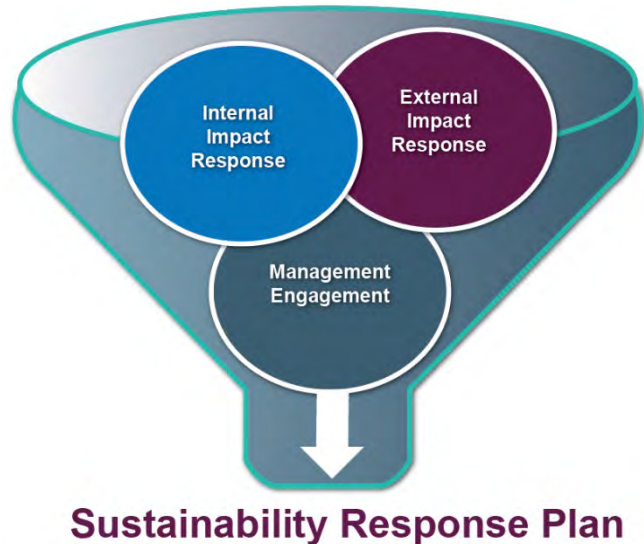 Internal
Impact
Response
External
Impact
Response
Management
Engagement
Sustainability Response Plan